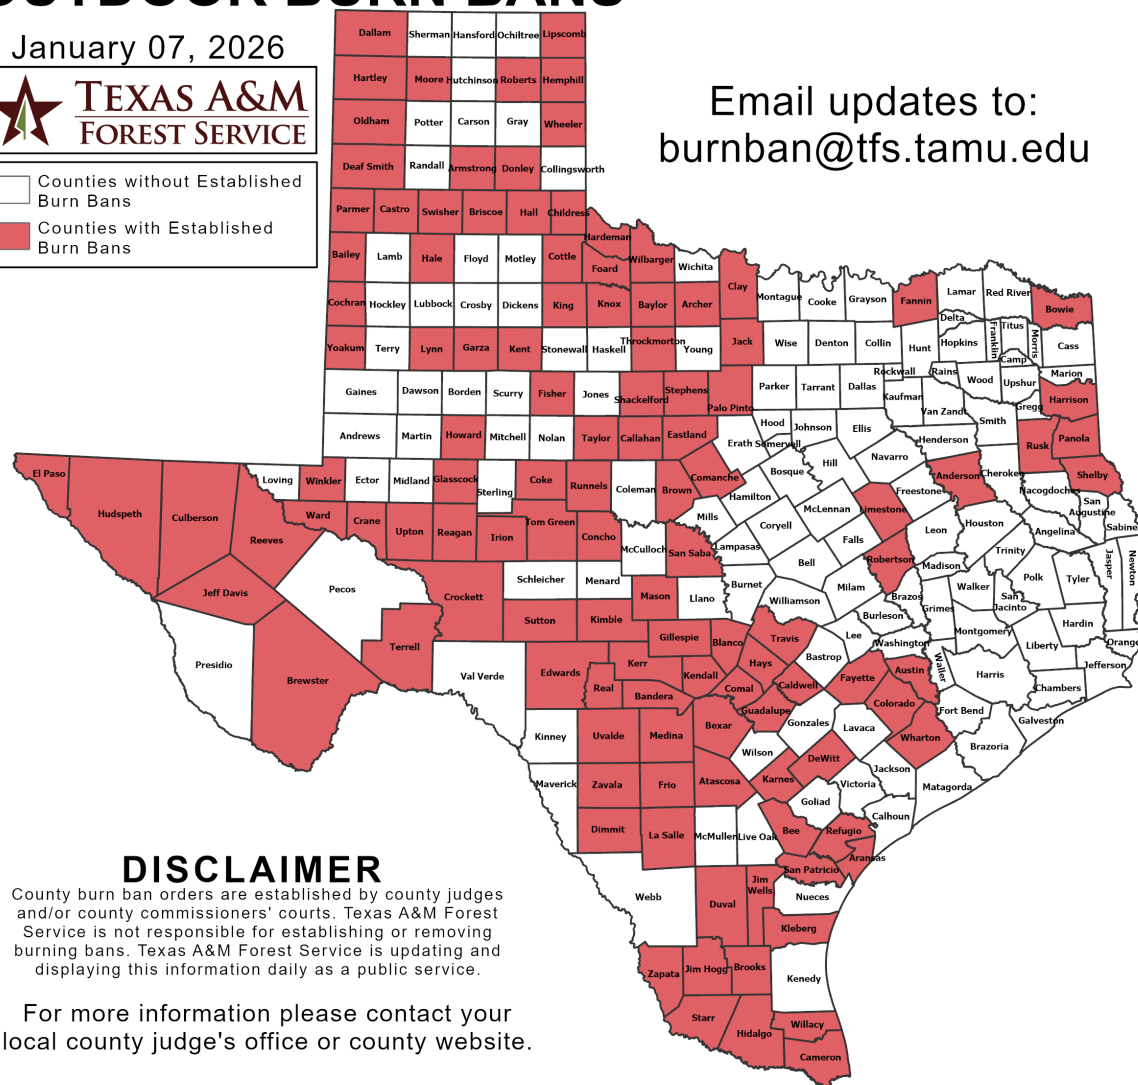 OUTDOOR BURN BANS
January 07, 2026
TEXAS A&M
FOREST SERVICE
Email updates to:
burnban@tfs.tamu.edu
Counties without Established
Burn Bans
Counties with Established
Burn Bans
Dallam Sherman Hansford Ochiltree Lipscomb
Hartley Moore Hutchinson Roberts Hemphill
Oldham Potter Carson Gray Wheeler
Deaf Smith Randall Armstrong Donley Collingsworth
Parmer Castro Swisher Briscoe Hall Childress
Hardeman
Bailey Lamb Hale Floyd Motley Cottle Foard Wilbarger Wichita
Clay Montague Cooke Grayson Fannin Lamar Red River Bowie
Cochran Hockley Lubbock Crosby Dickens King Knox Baylor Archer
Delta Titus Franklin Morris
Yoakum Terry Lynn Garza Kent Stonewall Haskell Throckmorton Young Jack Wise Denton Collin Hunt Hopkins Camp Cass
Rockwall Rains Wood Upshur Marion
Gaines Dawson Borden Scurry Fisher Jones Shackelford Stephens Palo Pinto Parker Tarrant Dallas Kaufman Van Zandt Gregg Harrison
Andrews Martin Howard Mitchell Nolan Taylor Callahan Eastland Erath Hood Somervell Johnson Ellis Henderson Smith Rusk Panola
El Paso Hudspeth Culberson Reeves Loving Winkler Ector Midland Glasscock Sterling Coke Runnels Coleman Brown Comanche Bosque Hill Navarro Anderson Cherokee Shelby
Hamilton Freestone Nacogdoches San
Augustine
Ward Crane Upton Reagan Irion Tom Green Concho McCulloch San Saba Mills Coryell McLennan Limestone Leon Houston Angelina Sabine
Lampasas Bell Falls Robertson Madison Trinity Jasper Newton
Jeff Davis Pecos Crockett Schleicher Menard Mason Llano Burnet Williamson Milam Brazos Grimes Walker San
Jacinto Polk Tyler
Terrell Sutton Kimble Gillespie Blanco Travis Lee Burleson Washington Montgomery Liberty Hardin Orange
Presidio Brewster Val Verde Edwards Real Kerr Kendall Bandera Comal Hays Caldwell Bastrop Fayette Austin Waller Harris Chambers Jefferson
Kinney Uvalde Medina Bexar Guadalupe Gonzales Lavaca Colorado Wharton Fort Bend Brazoria Galveston
Maverick Zavala Frio Atascosa Wilson Karnes DeWitt Victoria Jackson Matagorda
Dimmit La Salle McMullen Live Oak Bee Goliad Refugio Calhoun
Aransas
San Patricio
Webb Duval Jim
Wells Nueces
Kleberg
Zapata Jim Hogg Brooks Kenedy
Starr Hidalgo Willacy
Cameron
DISCLAIMER
County burn ban orders are established by county judges
and/or county commissioners' courts. Texas A&M Forest
Service is not responsible for establishing or removing
burning bans. Texas A&M Forest Service is updating and
displaying this information daily as a public service.
For more information please contact your
local county judge's office or county website.